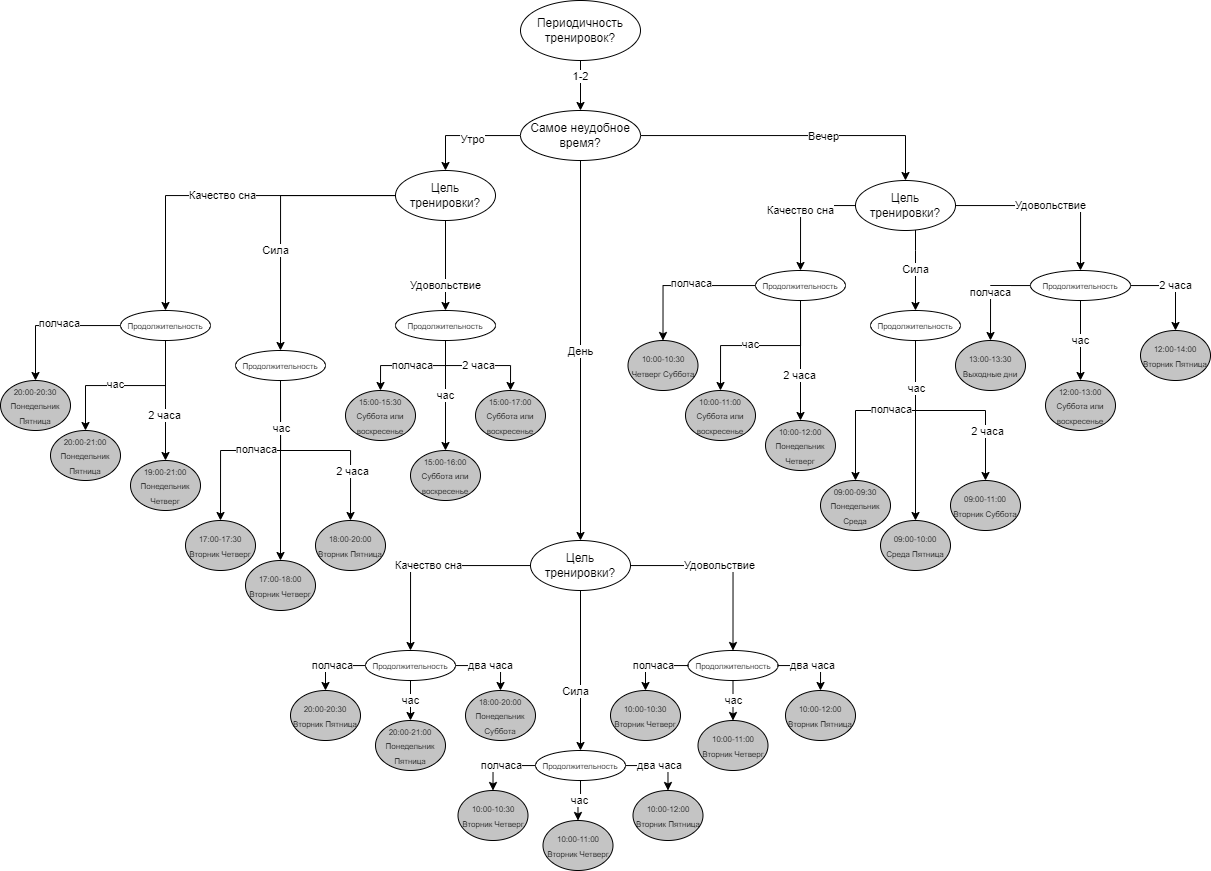 Периодичность
тренировок?
1-2
Самое неудобное
время?
Утро
Вечер
День
Цель
тренировки?
Качество сна
Сила
Удовольствие
Продолжительность
полчаса
час
2 часа
20:00-20:30
Понедельник
Пятница
20:00-21:00
Понедельник
Пятница
19:00-21:00
Понедельник
Четверг
Продолжительность
час
полчаса
2 часа
17:00-17:30
Вторник Четверг
17:00-18:00
Вторник Четверг
18:00-20:00
Вторник Пятница
Продолжительность
полчаса
2 часа
час
15:00-15:30
Суббота или
воскресенье
15:00-16:00
Суббота или
воскресенье
15:00-17:00
Суббота или
воскресенье
Цель
тренировки?
Качество сна
Сила
Удовольствие
Продолжительность
полчаса
час
2 часа
10:00-10:30
Четверг Суббота
10:00-11:00
Суббота или
воскресенье
10:00-12:00
Понедельник
Четверг
Продолжительность
час
полчаса
2 часа
09:00-09:30
Понедельник
Среда
09:00-10:00
Среда Пятница
09:00-11:00
Вторник Суббота
Продолжительность
полчаса
час
2 часа
13:00-13:30
Выходные дни
12:00-13:00
Суббота или
воскресенье
12:00-14:00
Вторник Пятница
Цель
тренировки?
Качество сна
Сила
Удовольствие
Продолжительность
полчаса
час
два часа
20:00-20:30
Вторник Пятница
20:00-21:00
Понедельник
Пятница
18:00-20:00
Понедельник
Суббота
Продолжительность
полчаса
час
два часа
10:00-10:30
Вторник Четверг
10:00-11:00
Вторник Четверг
10:00-12:00
Вторник Пятница
Продолжительность
полчаса
час
два часа
10:00-10:30
Вторник Четверг
10:00-11:00
Вторник Четверг
10:00-12:00
Вторник Пятница